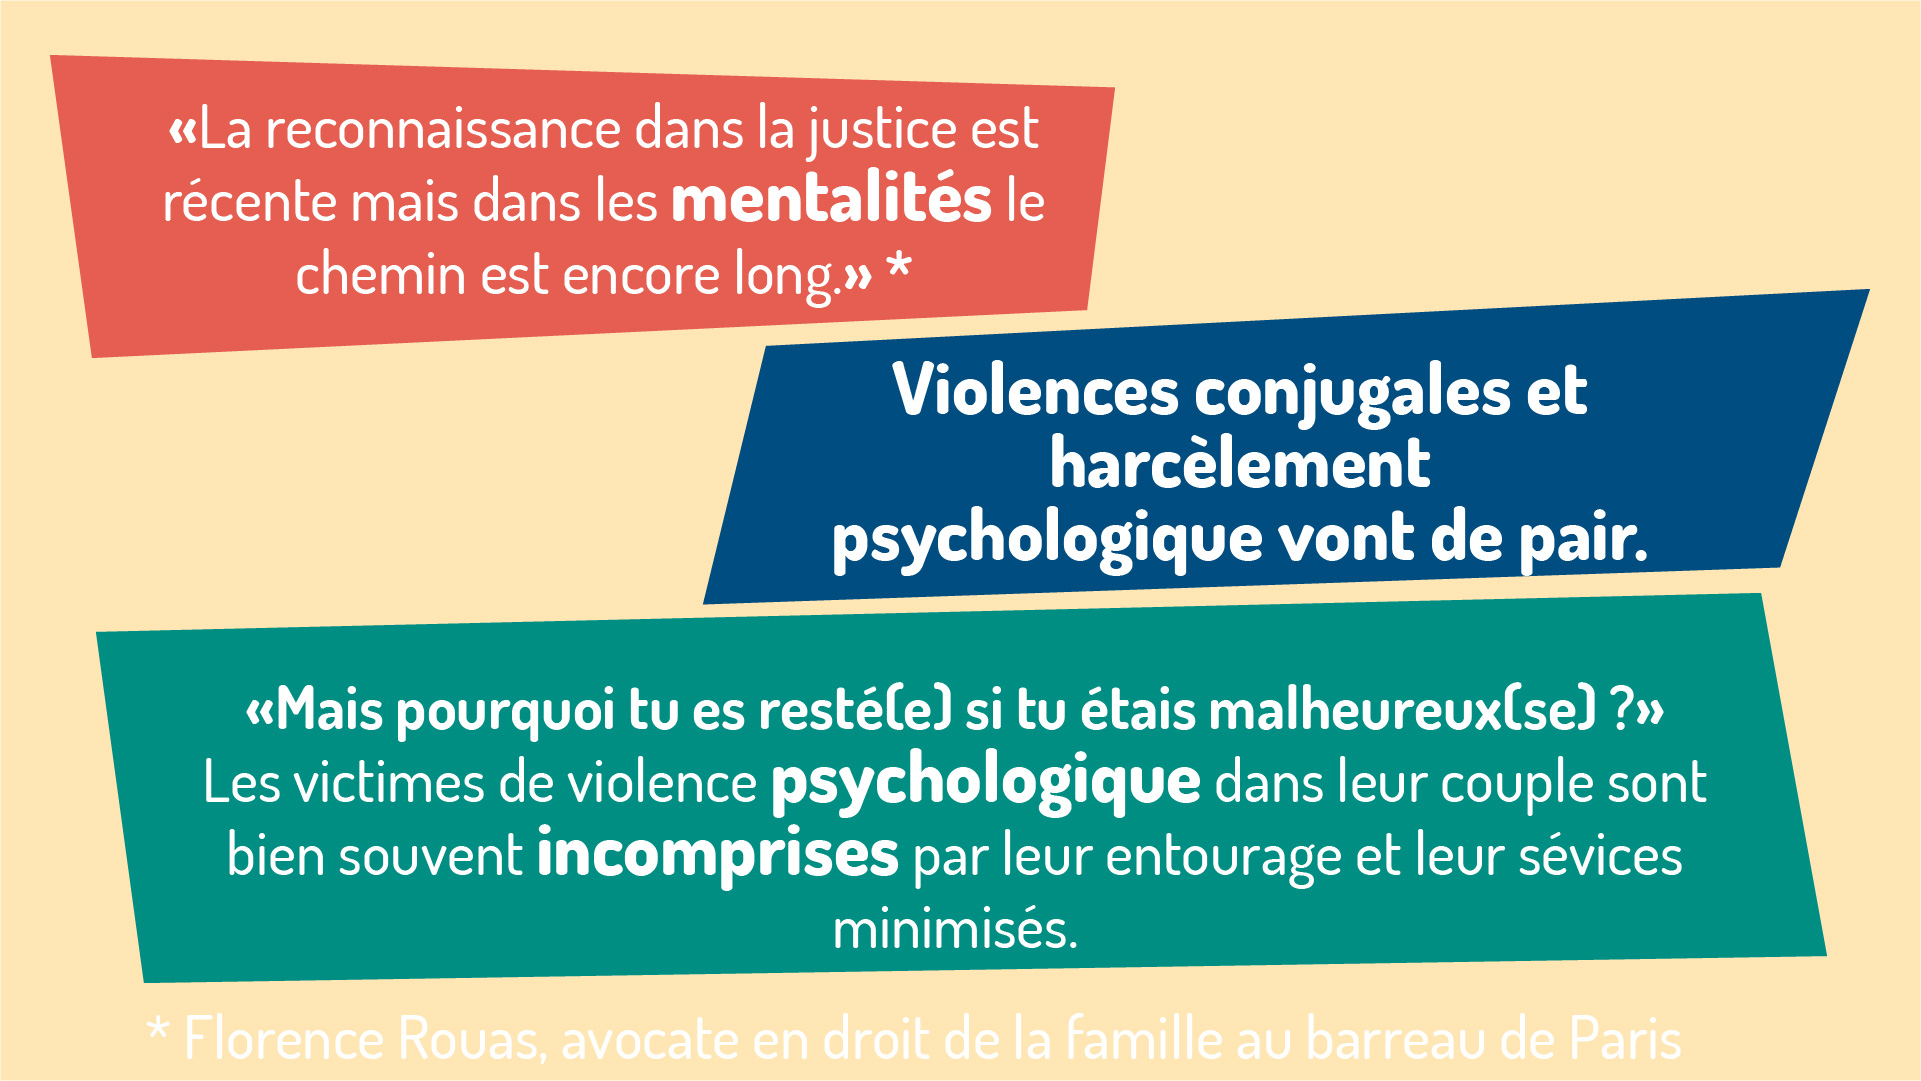 «La reconnaissance dans la justice est
récente mais dans les mentalités le
chemin est encore long.» *
Violences conjugales et
harcèlement
psychologique vont de pair.
«Mais pourquoi tu es resté(e) si tu étais malheureux(se) ?»
Les victimes de violence psychologique dans leur couple sont
bien souvent incomprises par leur entourage et leur sévices
minimisés.
* Florence Rouas, avocate en droit de la famille au barreau de Paris